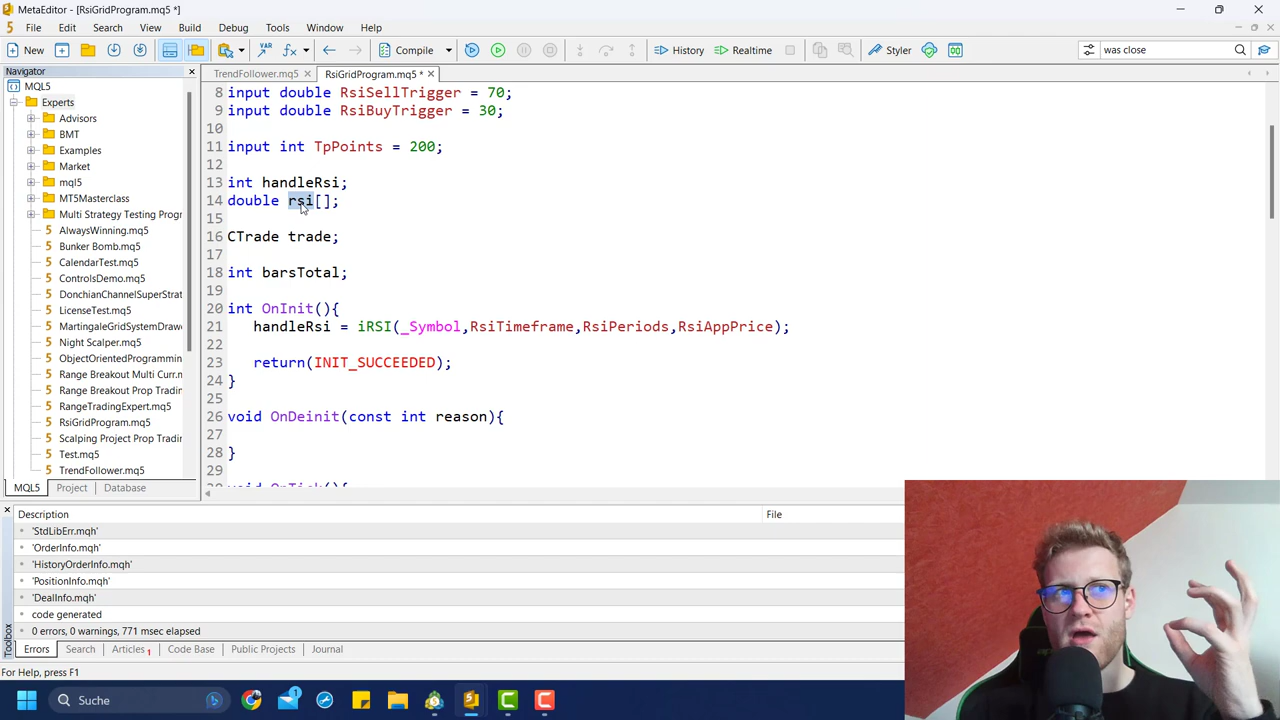 MetaEditor - [RsiGridProgram.mq5 *]
File Edit Search View Build Debug Tools Window Help
New Compile History Realtime Styler was close
Navigator
TrendFollower.mq5 RsiGridProgram.mq5 *
MQL5
Experts
Advisors
BMT
Examples
Market
mql5
MT5Masterclass
Multi Strategy Testing Progr
AlwaysWinning.mq5
Bunker Bomb.mq5
CalendarTest.mq5
ControlsDemo.mq5
DonchianChannelSuperStrat
LicenseTest.mq5
MartingaleGridSystemDraw
Night Scalper.mq5
ObjectOrientedProgrammin
Range Breakout Multi Curr.m
Range Breakout Prop Tradin
RangeTradingExpert.mq5
RsiGridProgram.mq5
Scalping Project Prop Tradin
Test.mq5
TrendFollower.mq5
MQL5 Project Database
8 input double RsiSellTrigger = 70;
9 input double RsiBuyTrigger = 30;
10
11 input int TpPoints = 200;
13 int handleRsi;
14 double rsi[];
15
16 CTrade trade;
17
18 int barsTotal;
19
20 int OnInit(){
21 handleRsi = iRSI(_Symbol,RsiTimeframe,RsiPeriods,RsiAppPrice);
22
23 return(INIT_SUCCEEDED);
24 }
25
26 void OnDeinit(const int reason){
27
28 }
29
void OnTick(){
Description File
'StdLibErr.mqh'
'OrderInfo.mqh'
'HistoryOrderInfo.mqh'
'PositionInfo.mqh'
'DealInfo.mqh'
code generated
0 errors, 0 warnings, 771 msec elapsed
Toolbox
Errors Search Articles 1 Code Base Public Projects Journal
For Help, press F1
Suche
1
5